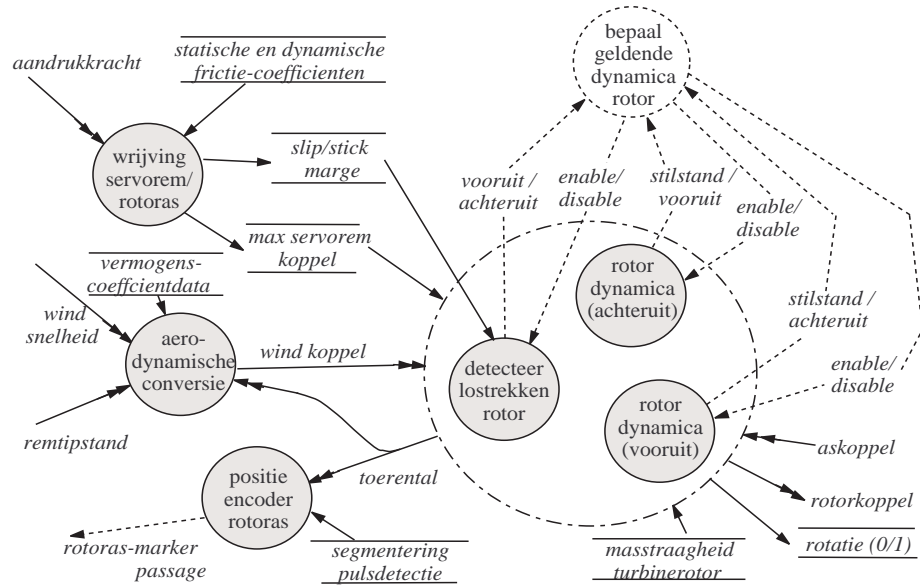 bepaal
geldende
dynamica
rotor
statische en dynamische
frictie-coefficienten
aandrukkracht
wrijving
servorem/
rotoras
slip/stick
marge
vooruit /
achteruit
enable/
disable
stilstand /
vooruit
enable/
disable
max servorem
koppel
vermogens-
coeffcientdata
rotor
dynamica
(achteruit)
stilstand /
achteruit
wind
snelheid
aero-
dynamische
conversie
wind koppel
detecteer
lostrekken
rotor
enable/
disable
rotor
dynamica
(vooruit)
remtipstand
askoppel
toerental
positie
encoder
rotoras
rotorkoppel
rotoras-marker
passage
segmentering
pulsdetectie
masstraagheid
turbinerotor
rotatie (0/1)